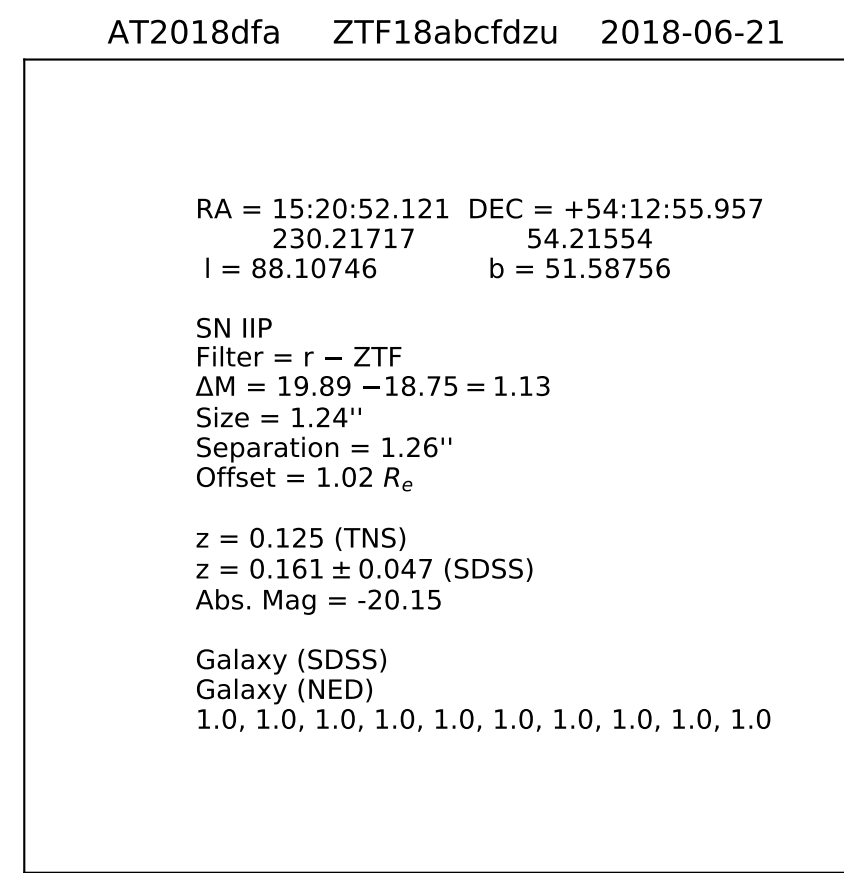 AT2018dfa ZTF18abcfdzu 2018-06-21
RA = 15:20:52.121 DEC = +54:12:55.957
230.21717 54.21554
l = 88.10746 b = 51.58756
SN IIP
Filter = r − ZTF
ΔM = 19.89 −18.75 = 1.13
Size = 1.24''
Separation = 1.26''
Offset = 1.02 Rₑ
z = 0.125 (TNS)
z = 0.161 ± 0.047 (SDSS)
Abs. Mag = -20.15
Galaxy (SDSS)
Galaxy (NED)
1.0, 1.0, 1.0, 1.0, 1.0, 1.0, 1.0, 1.0, 1.0, 1.0